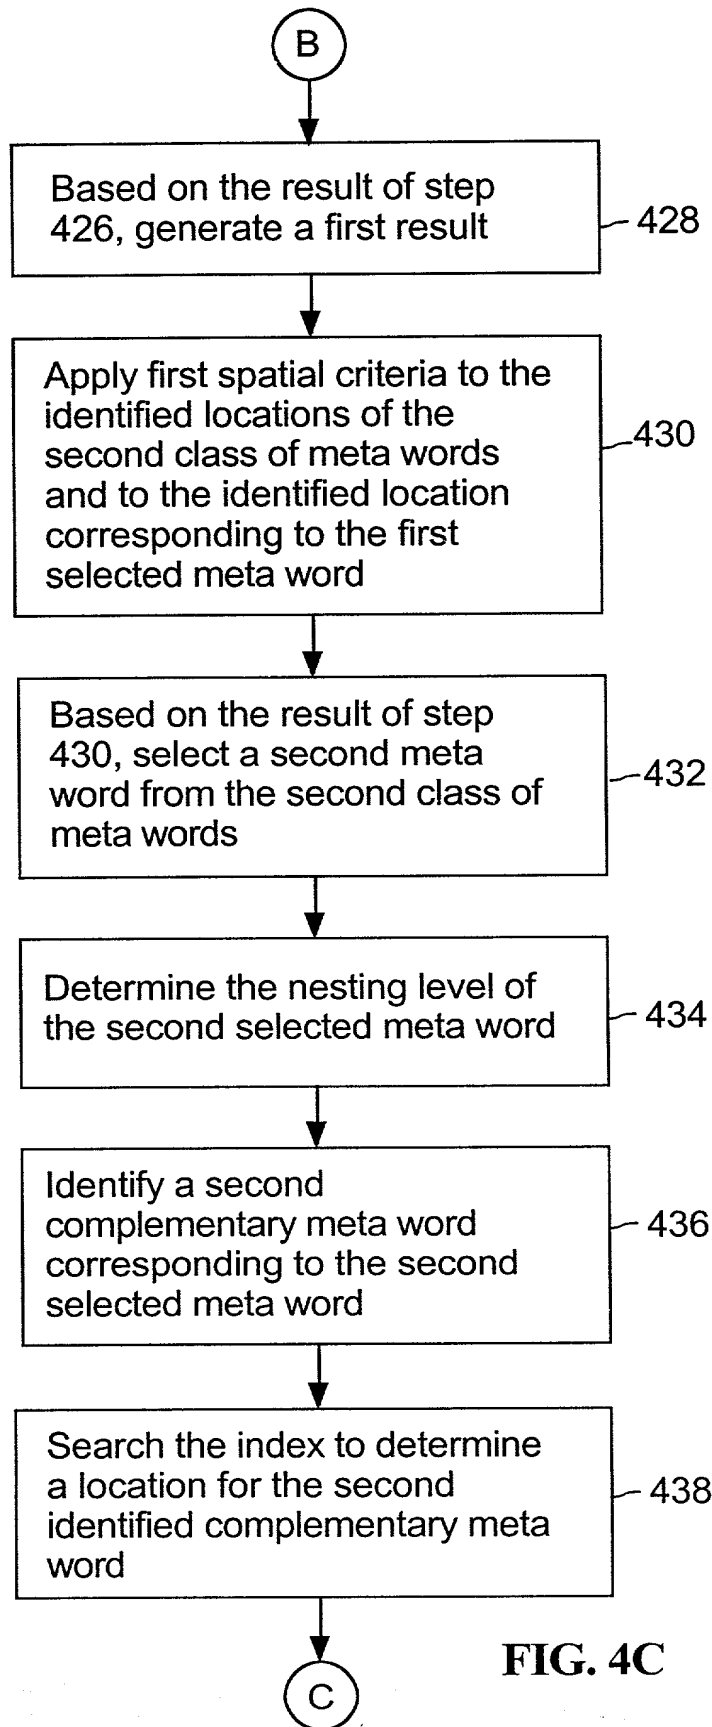 B
Based on the result of step
426, generate a first result
428
Apply first spatial criteria to the
identified locations of the
second class of meta words
and to the identified location
corresponding to the first
selected meta word
430
Based on the result of step
430, select a second meta
word from the second class of
meta words
432
Determine the nesting level of
the second selected meta word
434
Identify a second
complementary meta word
corresponding to the second
selected meta word
436
Search the index to determine
a location for the second
identified complementary meta
word
438
FIG. 4C
C